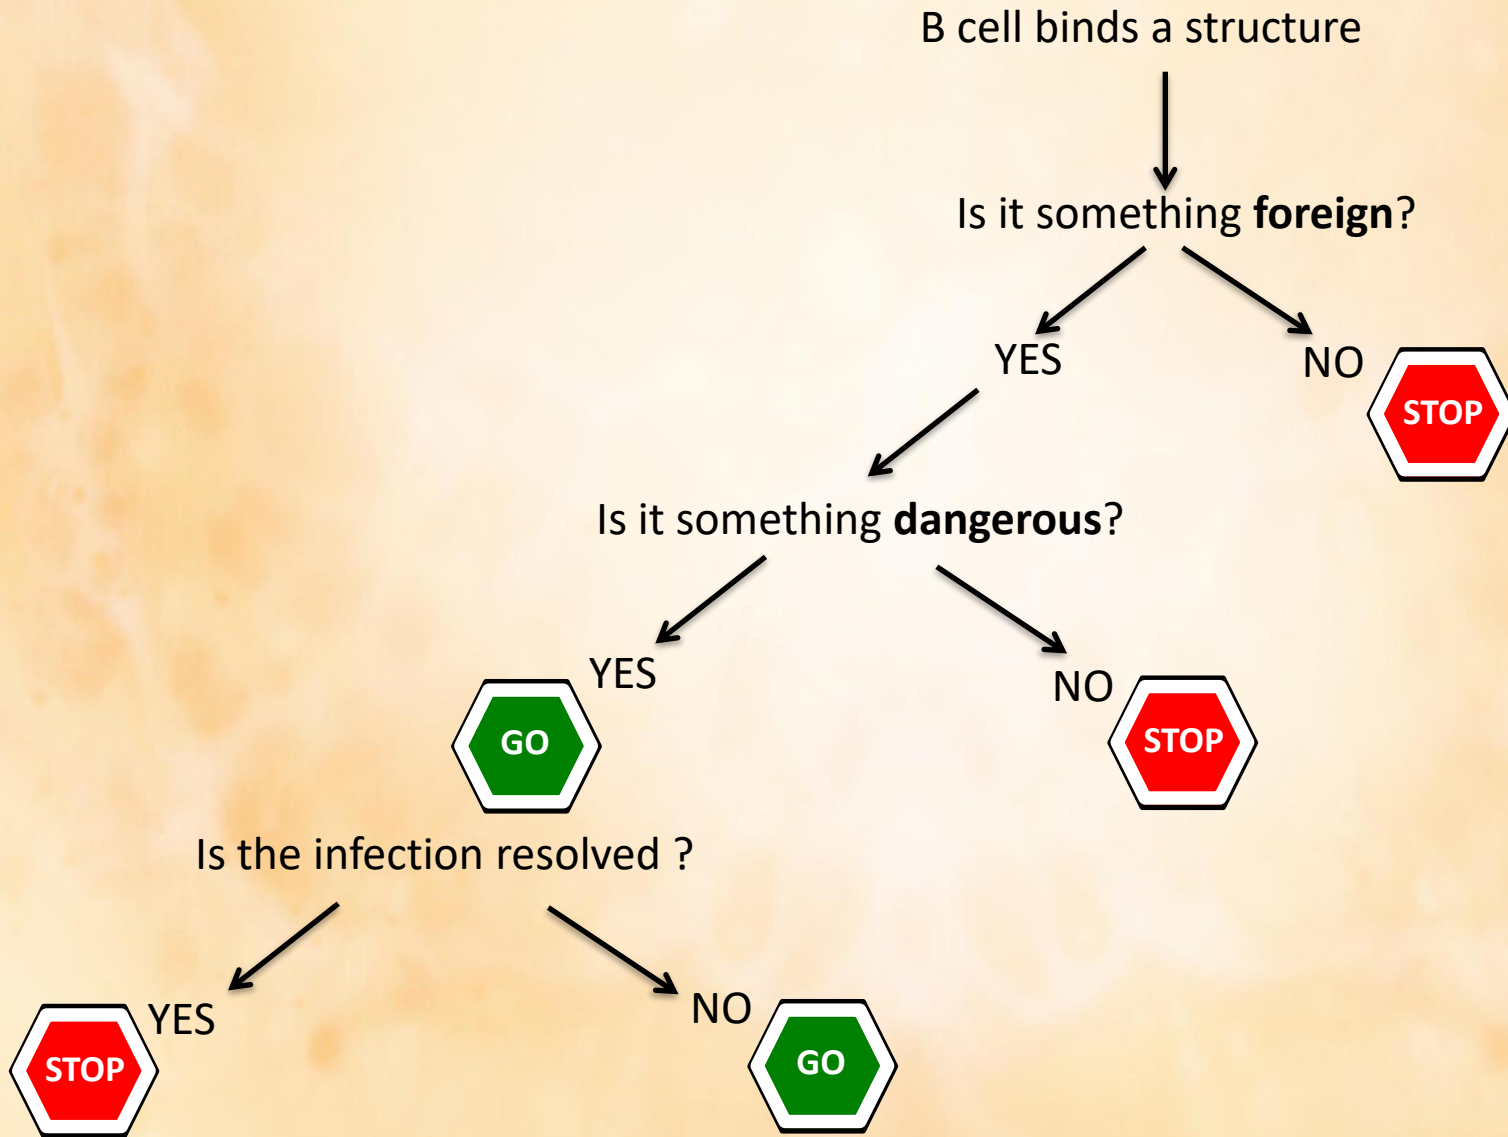 B cell binds a structure
Is it something foreign?
YES
NO
STOP
Is it something dangerous?
YES
GO
NO
STOP
Is the infection resolved ?
YES
STOP
NO
GO